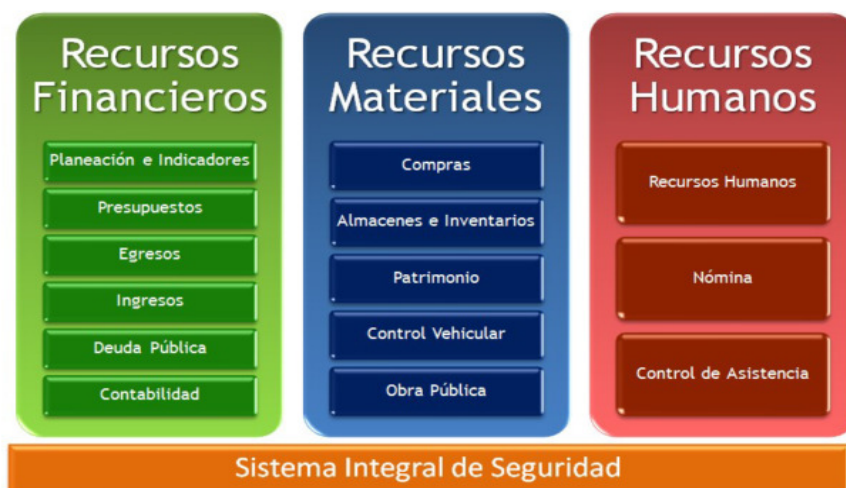 Recursos
Financieros
Planeación e Indicadores
Presupuestos
Egresos
Ingresos
Deuda Pública
Contabilidad
Recursos
Materiales
Compras
Almacenes e Inventarios
Patrimonio
Control Vehicular
Obra Pública
Recursos
Humanos
Recursos Humanos
Nómina
Control de Asistencia
Sistema Integral de Seguridad